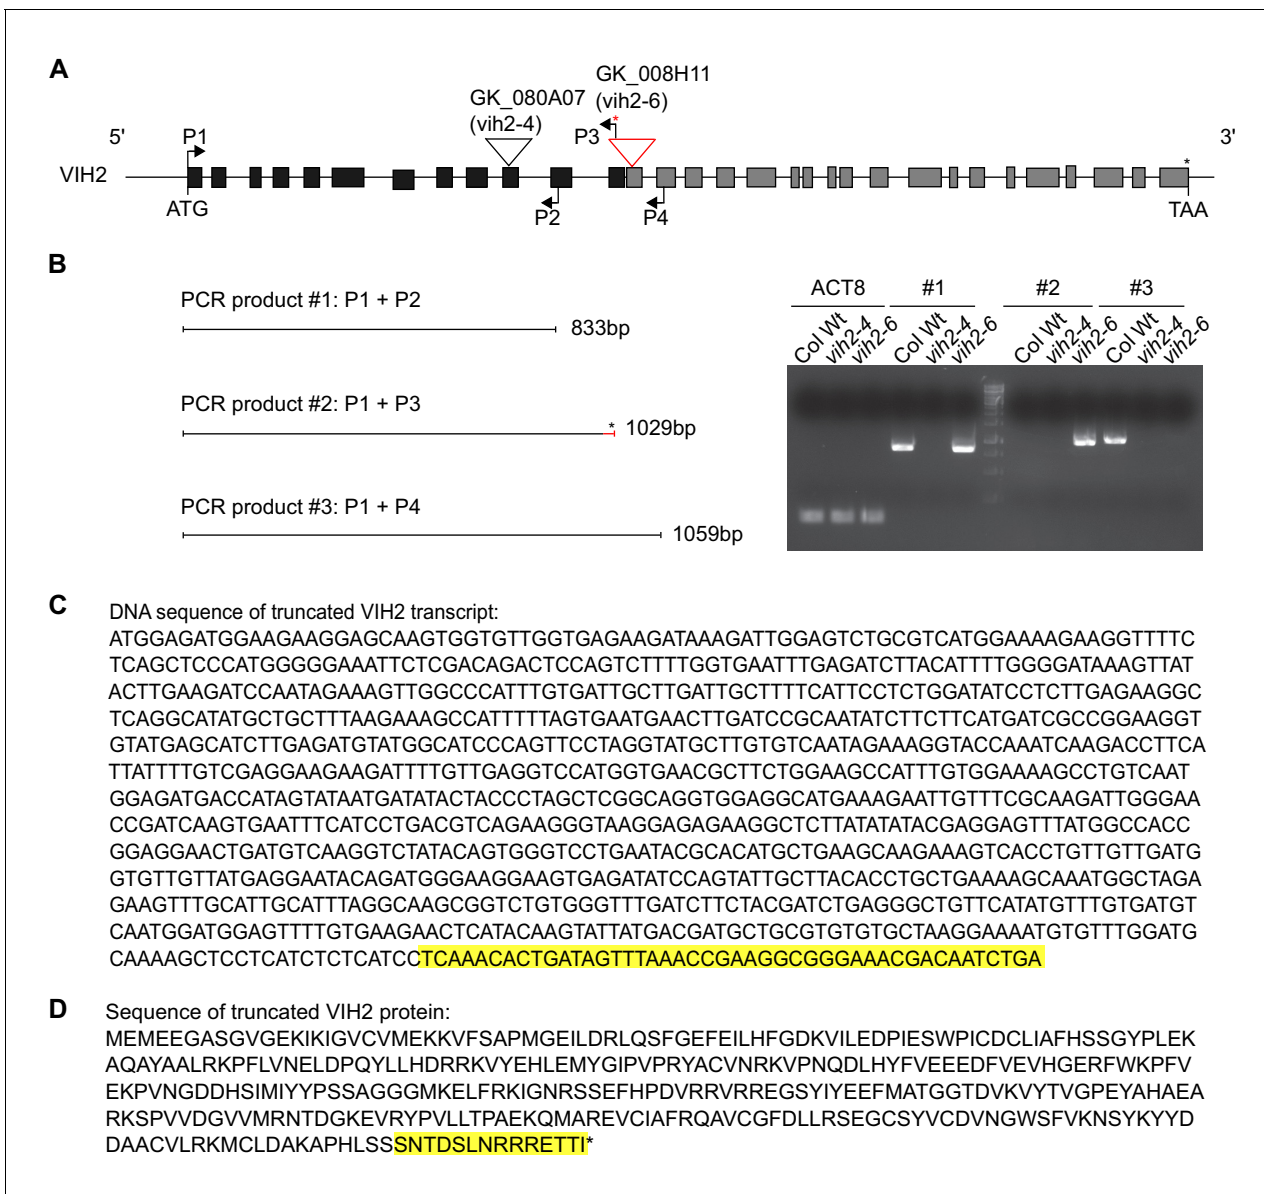 A
GK_008H11
GK_080A07 (vih2-6)
(vih2-4)
*
5' P1 P3 3'
*
VIH2
ATG P2 P4 TAA
B
PCR product #1: P1 + P2
833bp
PCR product #2: P1 + P3
* 1029bp
PCR product #3: P1 + P4
1059bp
ACT8 #1 #2 #3
Col Wt vih2-4 vih2-6 Col Wt vih2-4 vih2-6 Col Wt vih2-4 vih2-6 Col Wt vih2-4 vih2-6
C
DNA sequence of truncated VIH2 transcript:
ATGGAGATGGAAGAAGGAGCAAGTGGTGTTGGTGAGAAGATAAAGATTGGAGTCTGCGTCATGGAAAAGAAGGTTTTC
TCAGCTCCCATGGGGGAAATTCTCGACAGACTCCAGTCTTTTGGTGAATTTGAGATCTTACATTTTGGGGATAAAGTTAT
ACTTGAAGATCCAATAGAAAGTTGGCCCATTTGTGATTGCTTGATTGCTTTTCATTCCTCTGGATATCCTCTTGAGAAGGC
TCAGGCATATGCTGCTTTAAGAAAGCCATTTTTAGTGAATGAACTTGATCCGCAATATCTTCTTCATGATCGCCGGAAGGT
GTATGAGCATCTTGAGATGTATGGCATCCCAGTTCCTAGGTATGCTTGTGTCAATAGAAAGGTACCAAATCAAGACCTTCA
TTATTTTGTCGAGGAAGAAGATTTTGTTGAGGTCCATGGTGAACGCTTCTGGAAGCCATTTGTGGAAAAGCCTGTCAAT
GGAGATGACCATAGTATAATGATATACTACCCTAGCTCGGCAGGTGGAGGCATGAAAGAATTGTTTCGCAAGATTGGGAA
CCGATCAAGTGAATTTCATCCTGACGTCAGAAGGGTAAGGAGAGAAGGCTCTTATATATACGAGGAGTTTATGGCCACC
GGAGGAACTGATGTCAAGGTCTATACAGTGGGTCCTGAATACGCACATGCTGAAGCAAGAAAGTCACCTGTTGTTGATG
GTGTTGTTATGAGGAATACAGATGGGAAGGAAGTGAGATATCCAGTATTGCTTACACCTGCTGAAAAGCAAATGGCTAGA
GAAGTTTGCATTGCATTTAGGCAAGCGGTCTGTGGGTTTGATCTTCTACGATCTGAGGGCTGTTCATATGTTTGTGATGT
CAATGGATGGAGTTTTGTGAAGAACTCATACAAGTATTATGACGATGCTGCGTGTGTGCTAAGGAAAATGTGTTTGGATG
CAAAAGCTCCTCATCTCTCATCCTCAAACACTGATAGTTTAAACCGAAGGCGGGAAACGACAATCTGA
D
Sequence of truncated VIH2 protein:
MEMEEGASGVGEKIKIGVCVMEKKVFSAPMGEILDRLQSFGEFEILHFGDKVILEDPIESWPICDCLIAFHSSGYPLEK
AQAYAALRKPFLVNELDPQYLLHDRRKVYEHLEMYGIPVPRYACVNRKVPNQDLHYFVEEEDFVEVHGERFWKPFV
EKPVNGDDHSIMIYYPSSAGGGMKELFRKIGNRSSEFHPDVRRVRREGSYIYEEFMATGGTDVKVYTVGPEYAHAEA
RKSPVVDGVVMRNTDGKEVRYPVLLTPAEKQMAREVCIAFRQAVCGFDLLRSEGCSYVCDVNGWSFVKNSYKYYD
DAACVLRKMCLDAKAPHLSSSNTDSLNRRRETTI*